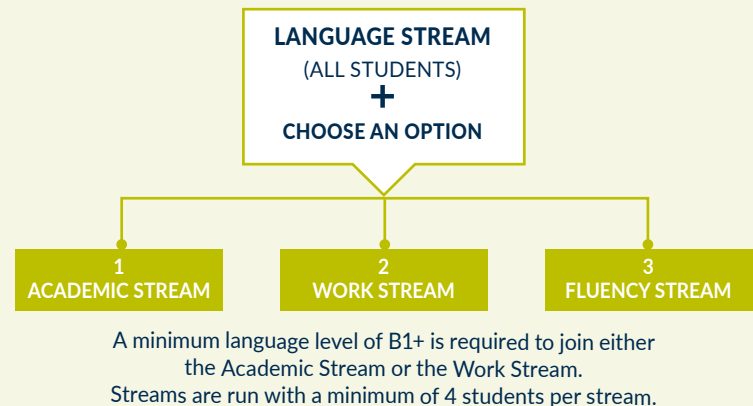 LANGUAGE STREAM
(ALL STUDENTS)
+
CHOOSE AN OPTION
1
ACADEMIC STREAM
2
WORK STREAM
3
FLUENCY STREAM
A minimum language level of B1+ is required to join either
the Academic Stream or the Work Stream.
Streams are run with a minimum of 4 students per stream.